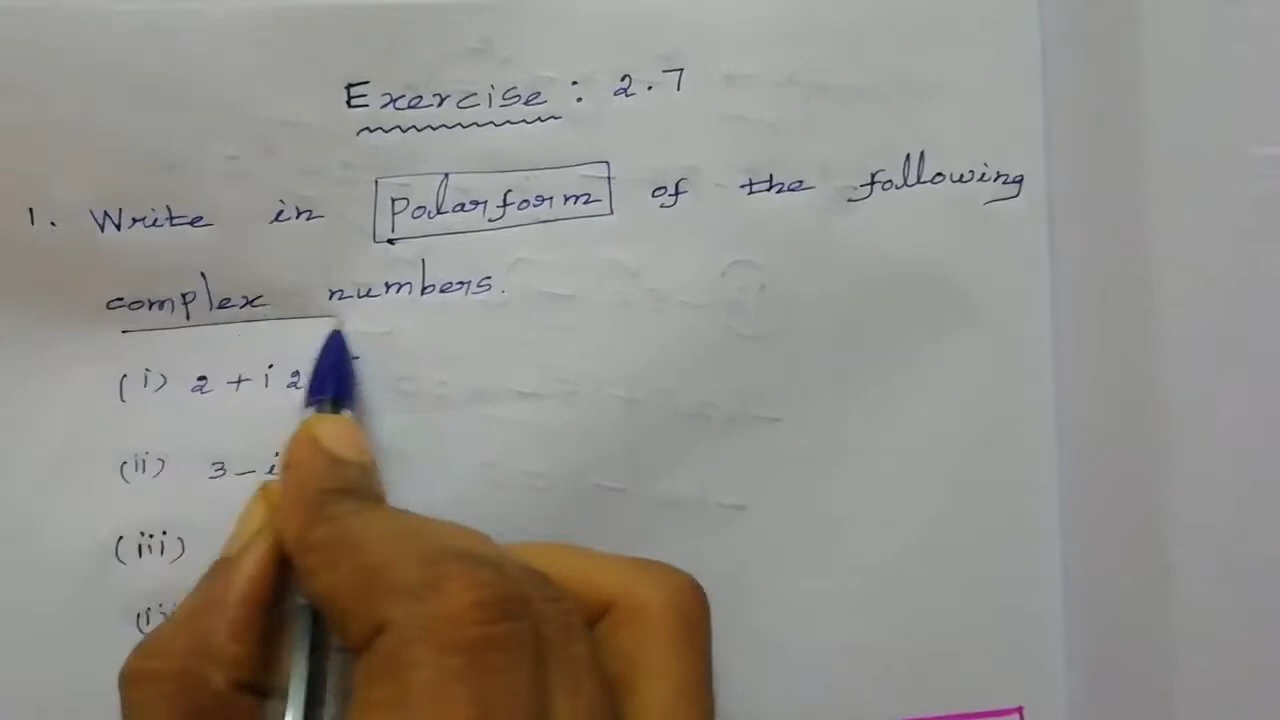 Exercise : 2.7
1. Write in Polarform of the following
complex numbers.
(i) 2 + i 2
(ii) 3 - i
(iii)